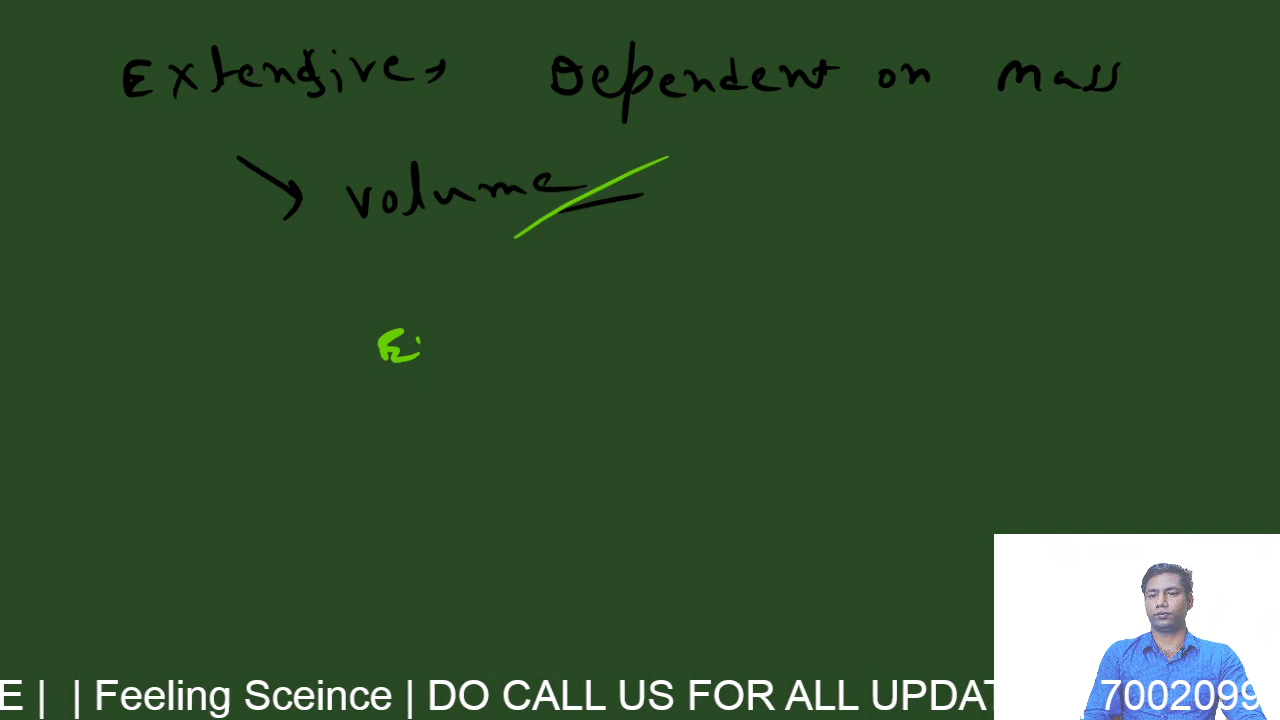 Extensive, Dependent on Mass
volume
E |  | Feeling Sceince | DO CALL US FOR ALL UPDAT 7002099